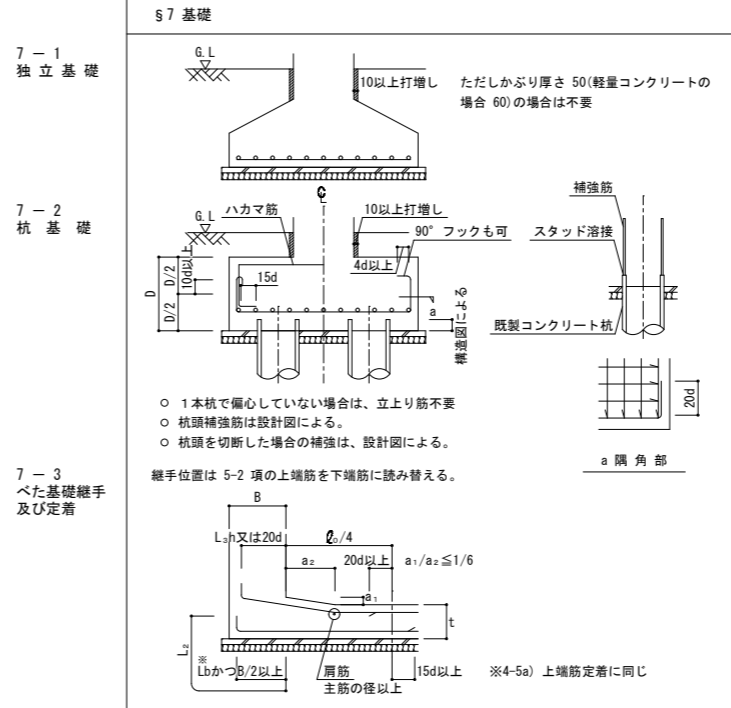 §7 基礎
7 － 1
独 立 基 礎
G.L
10以上打増し
ただしかぶり厚さ 50(軽量コンクリートの
場合 60)の場合は不要
7 － 2
杭 基 礎
G.L
ハカマ筋
℄
10以上打増し
90° フックも可
4d以上
15d
10d以上
D/2
D/2
D
a
構造図による
補強筋
スタッド溶接
既製コンクリート杭
20d
a 隅 角 部
○ 1本杭で偏心していない場合は、立上り筋不要
○ 杭頭補強筋は設計図による。
○ 杭頭を切断した場合の補強は、設計図による。
7 － 3
べた基礎継手
及び定着
継手位置は 5-2 項の上端筋を下端筋に読み替える。
B
L₃h又は20d
ℓ₀/4
a₂
20d以上
a₁/a₂≦1/6
a₁
t
L₂
※
LbかつB/2以上
肩筋
主筋の径以上
15d以上
※4-5a) 上端筋定着に同じ